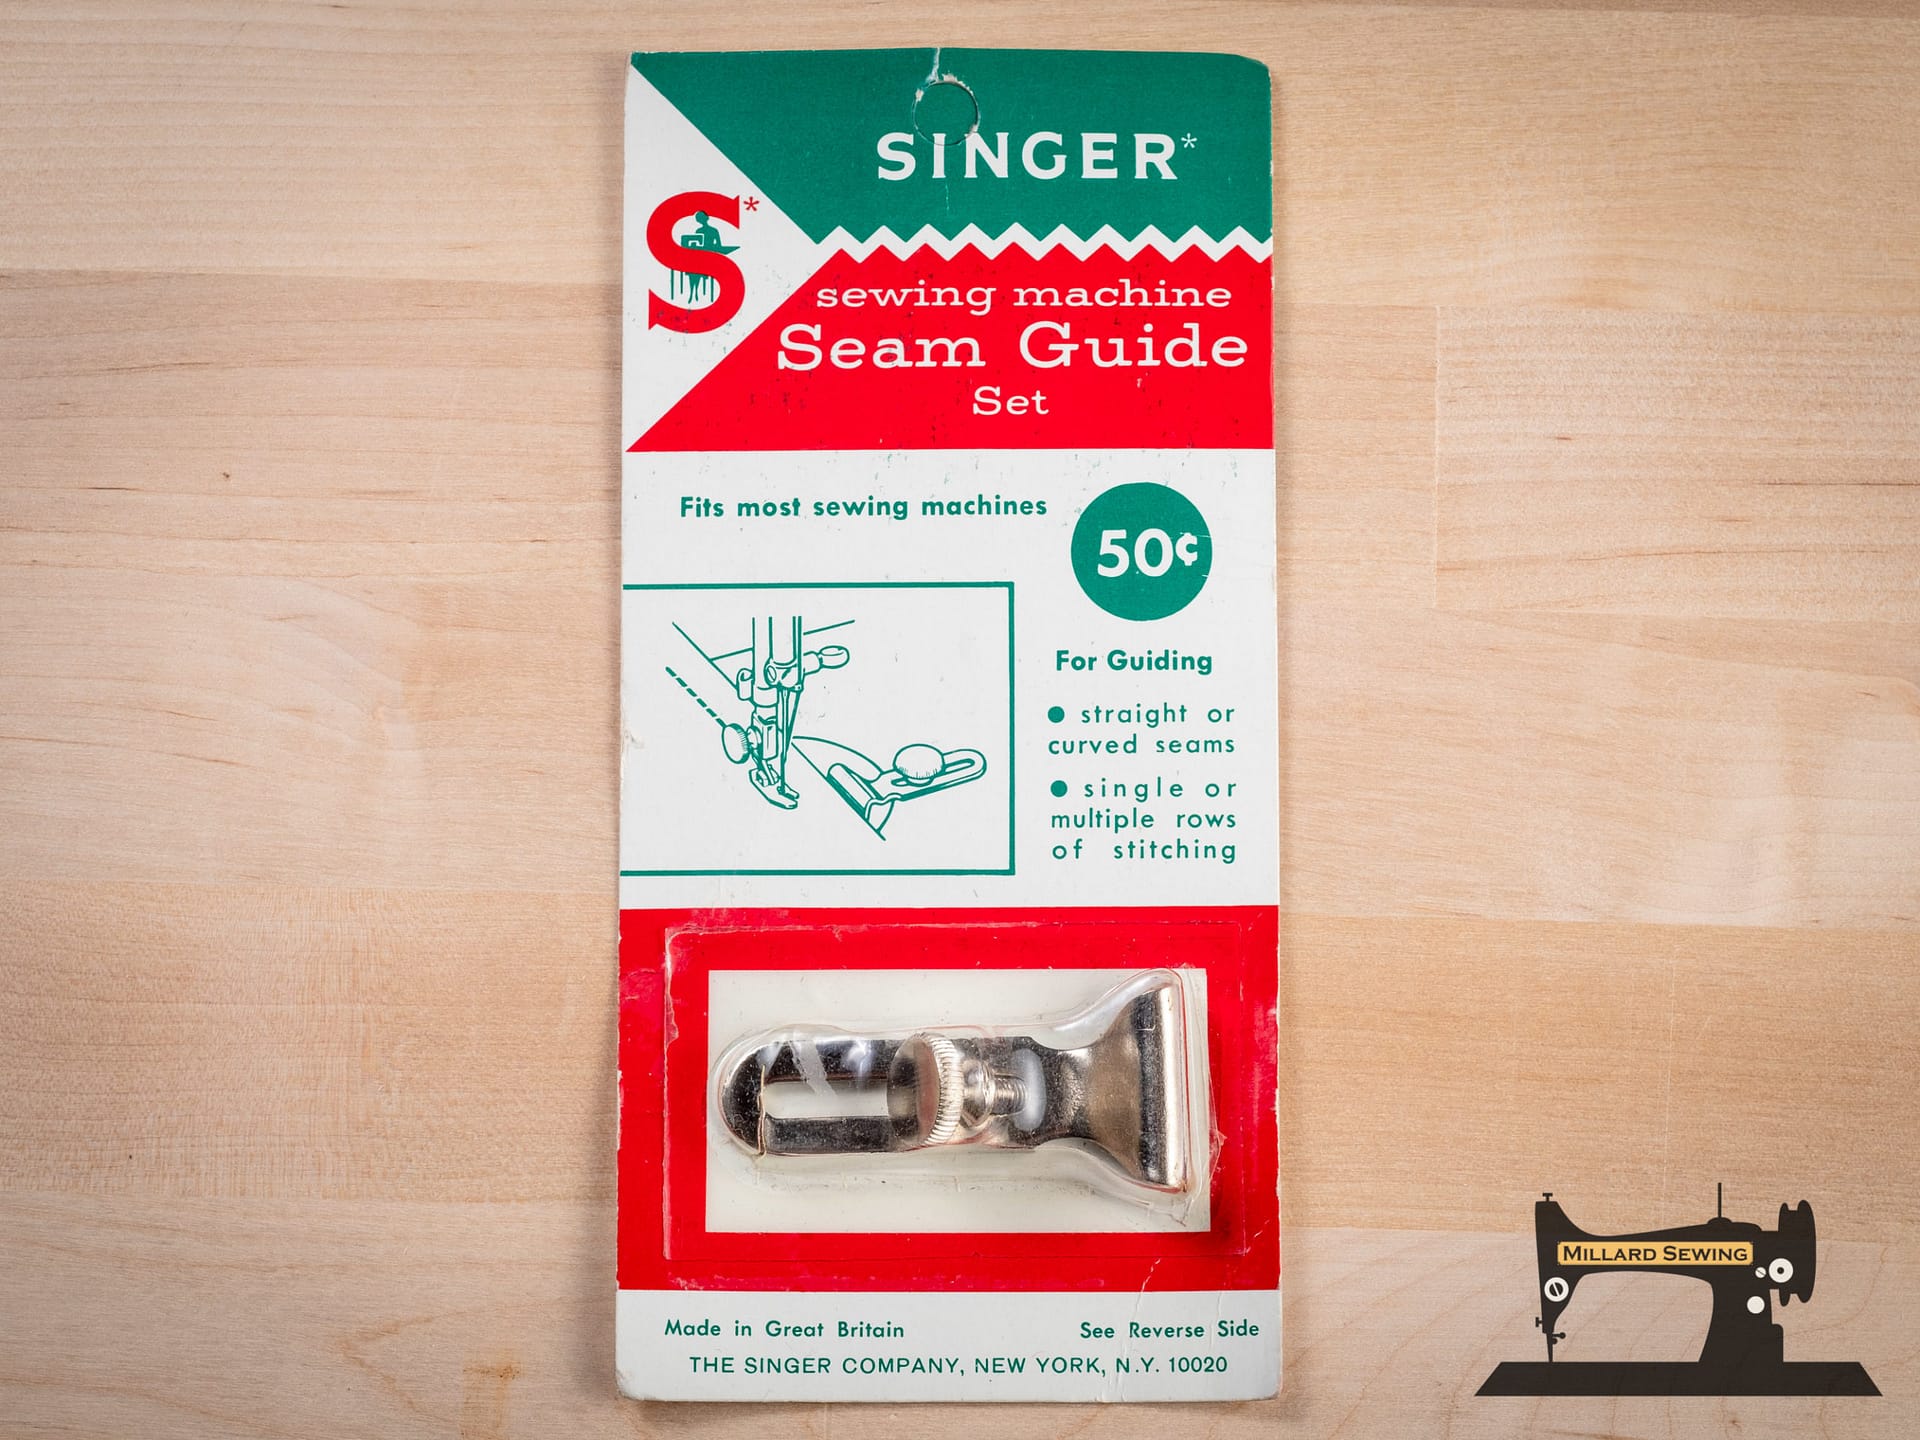 SINGER*
S*
sewing machine
Seam Guide
Set
Fits most sewing machines
50¢
For Guiding
● straight or
curved seams
● single or
multiple rows
of stitching
Made in Great Britain
See Reverse Side
THE SINGER COMPANY, NEW YORK, N.Y. 10020
MILLARD SEWING